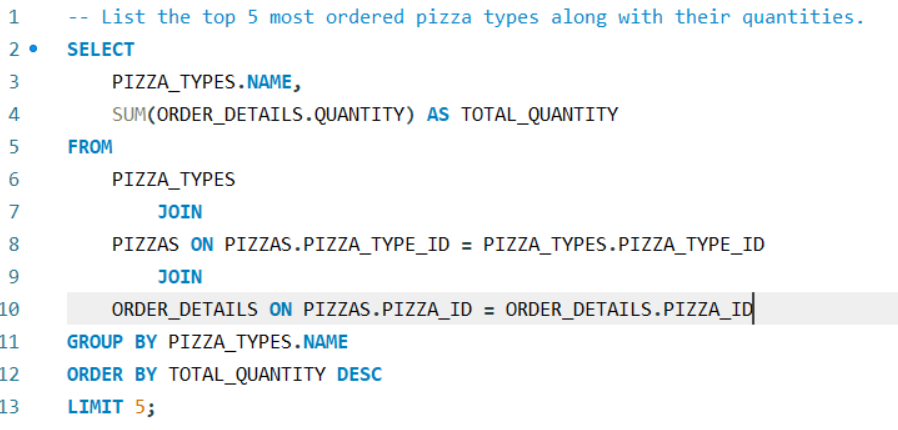 1 -- List the top 5 most ordered pizza types along with their quantities.
2 SELECT
3 PIZZA_TYPES.NAME,
4 SUM(ORDER_DETAILS.QUANTITY) AS TOTAL_QUANTITY
5 FROM
6 PIZZA_TYPES
7 JOIN
8 PIZZAS ON PIZZAS.PIZZA_TYPE_ID = PIZZA_TYPES.PIZZA_TYPE_ID
9 JOIN
10 ORDER_DETAILS ON PIZZAS.PIZZA_ID = ORDER_DETAILS.PIZZA_ID
11 GROUP BY PIZZA_TYPES.NAME
12 ORDER BY TOTAL_QUANTITY DESC
13 LIMIT 5;